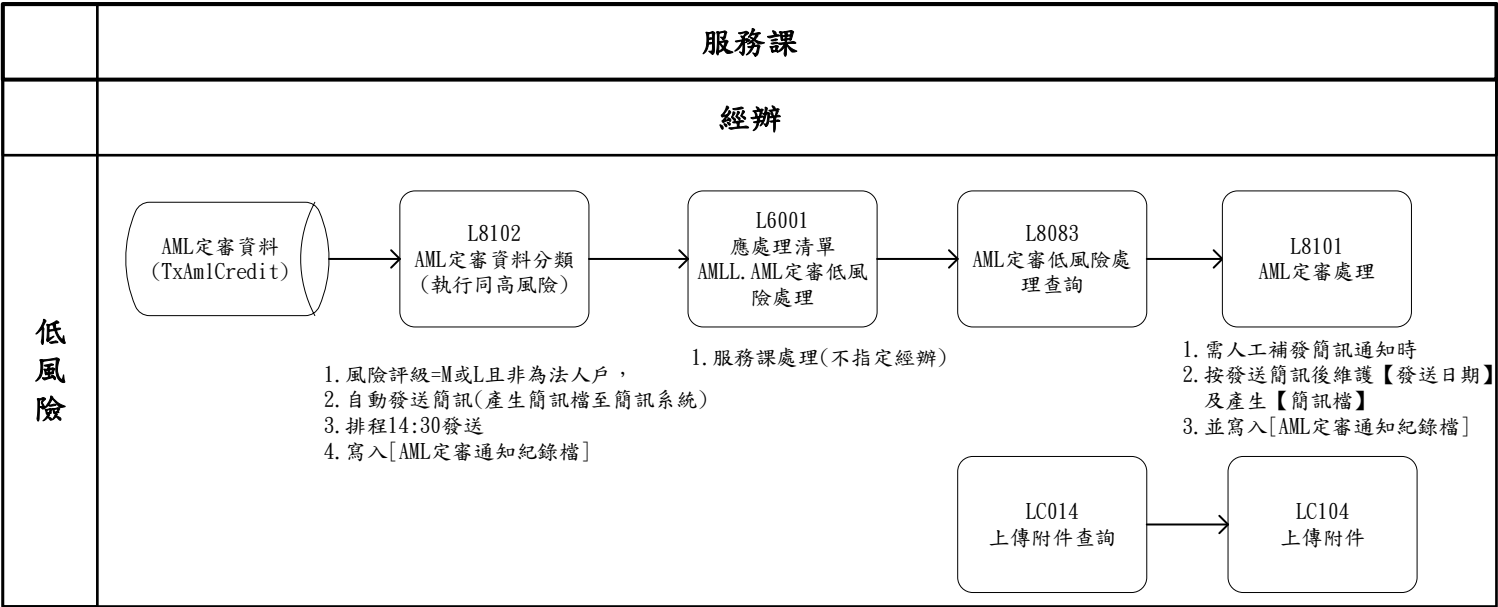 服務課
經辦
低
風
險
AML定審資料
(TxAmlCredit)
L8102
AML定審資料分類
(執行同高風險)
L6001
應處理清單
AMLL.AML定審低風
險處理
L8083
AML定審低風險處
理查詢
L8101
AML定審處理
1.風險評級=M或L且非為法人戶，
2.自動發送簡訊(產生簡訊檔至簡訊系統)
3.排程14:30發送
4.寫入[AML定審通知紀錄檔]
1.服務課處理(不指定經辦)
1.需人工補發簡訊通知時
2.按發送簡訊後維護【發送日期】
及產生【簡訊檔】
3.並寫入[AML定審通知紀錄檔]
LC014
上傳附件查詢
LC104
上傳附件